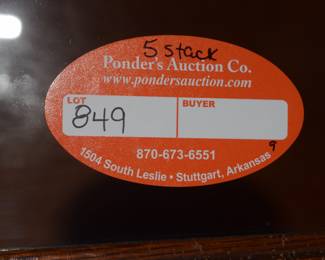 5 stack
Ponder's Auction Co.
www.pondersauction.com
LOT
BUYER
849
870-673-6551
9
1504 South Leslie • Stuttgart, Arkansas